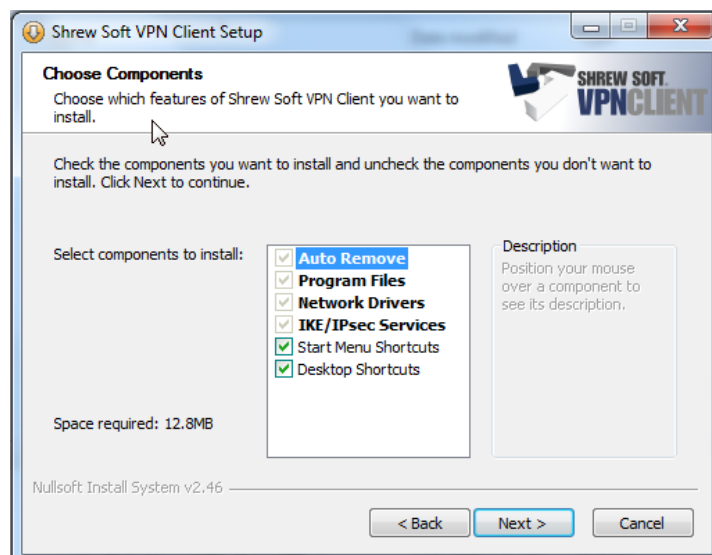 Shrew Soft VPN Client Setup
Choose Components
Choose which features of Shrew Soft VPN Client you want to
install.
SHREW SOFT.
VPNCLIENT
Check the components you want to install and uncheck the components you don't want to
install. Click Next to continue.
Select components to install:
Auto Remove
Program Files
Network Drivers
IKE/IPsec Services
Start Menu Shortcuts
Desktop Shortcuts
Description
Position your mouse
over a component to
see its description.
Space required: 12.8MB
Nullsoft Install System v2.46
< Back
Next >
Cancel